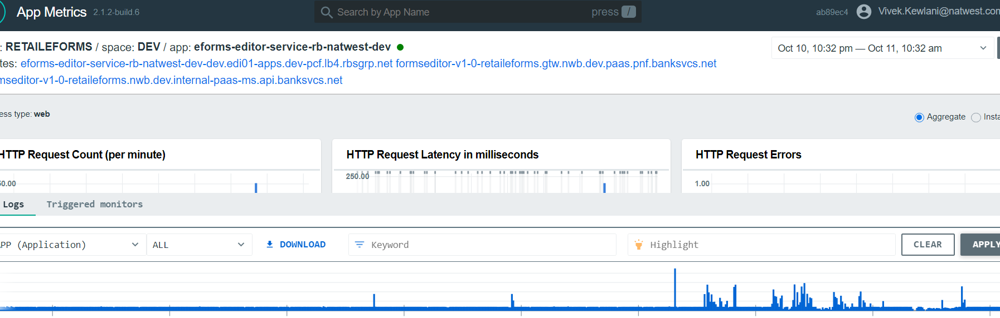 App Metrics 2.1.2-build.6 Search by App Name press / ab89ec4 Vivek.Kewlani@natwest.con
: RETAILEFORMS / space: DEV / app: eforms-editor-service-rb-natwest-dev Oct 10, 10:32 pm — Oct 11, 10:32 am
tes: eforms-editor-service-rb-natwest-dev-dev.edi01-apps.dev-pcf.lb4.rbsgrp.net formseditor-v1-0-retaileforms.gtw.nwb.dev.paas.pnf.banksvcs.net
mseditor-v1-0-retaileforms.nwb.dev.internal-paas-ms.api.banksvcs.net
ess type: web Aggregate Insta
HTTP Request Count (per minute) HTTP Request Latency in milliseconds HTTP Request Errors
50.00 250.00 1.00
Logs Triggered monitors
APP (Application) ALL DOWNLOAD Keyword Highlight CLEAR APPLY